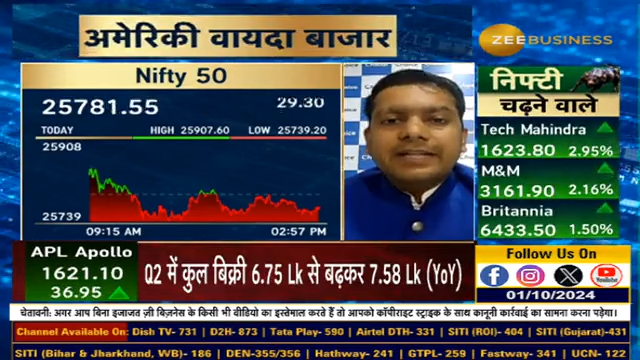 अमेरिकी वायदा बाजार
ZEE BUSINESS
Nifty 50
25781.55 29.30
TODAY HIGH 25907.60 LOW 25739.20
25908
25739
09:15 AM 02:57 PM
निफ्टी
चढ़ने वाले
Tech Mahindra
1623.80 2.95%
M&M
3161.90 2.16%
Britannia
6433.50 1.50%
APL Apollo
1621.10
36.95
Q2 में कुल बिक्री 6.75 Lk से बढ़कर 7.58 Lk (YoY)
Follow Us On
01/10/2024
चेतावनी: अगर आप बिना इजाजत ज़ी बिज़नेस के किसी भी वीडियो का इस्तेमाल करते हैं तो आपको कॉपीराइट स्ट्राइक के साथ कानूनी कार्रवाई का सामना करना पड़ेगा।
Channel Available On: Dish TV- 731 | D2H- 873 | Tata Play- 590 | Airtel DTH- 331 | SITI (ROI)- 404 | SITI (Gujarat)-431
SITI (Bihar & Jharkhand, WB)- 186 | DEN-355/356 | Hathway- 241 | GTPL- 259 | Fastway- 341 | UCN- 122